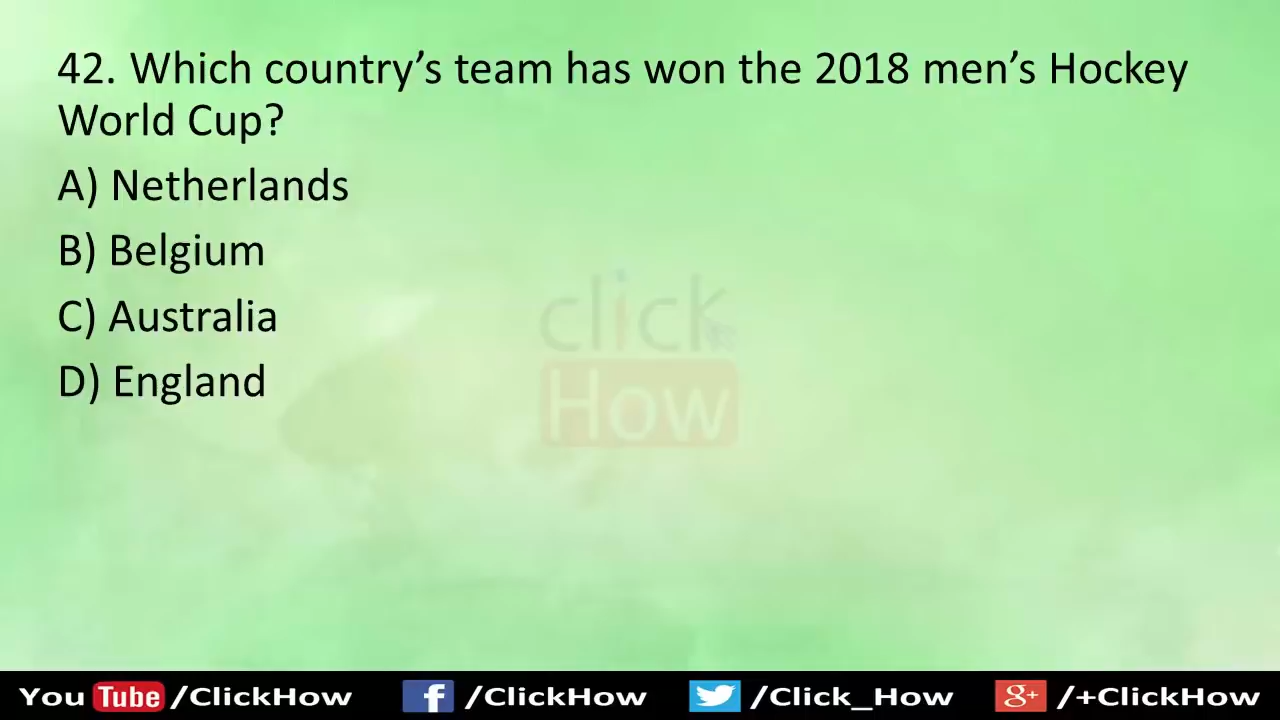 42. Which country’s team has won the 2018 men’s Hockey
World Cup?
A) Netherlands
B) Belgium
C) Australia
D) England
click
How
You Tube /ClickHow f /ClickHow /Click_How g+ /+ClickHow